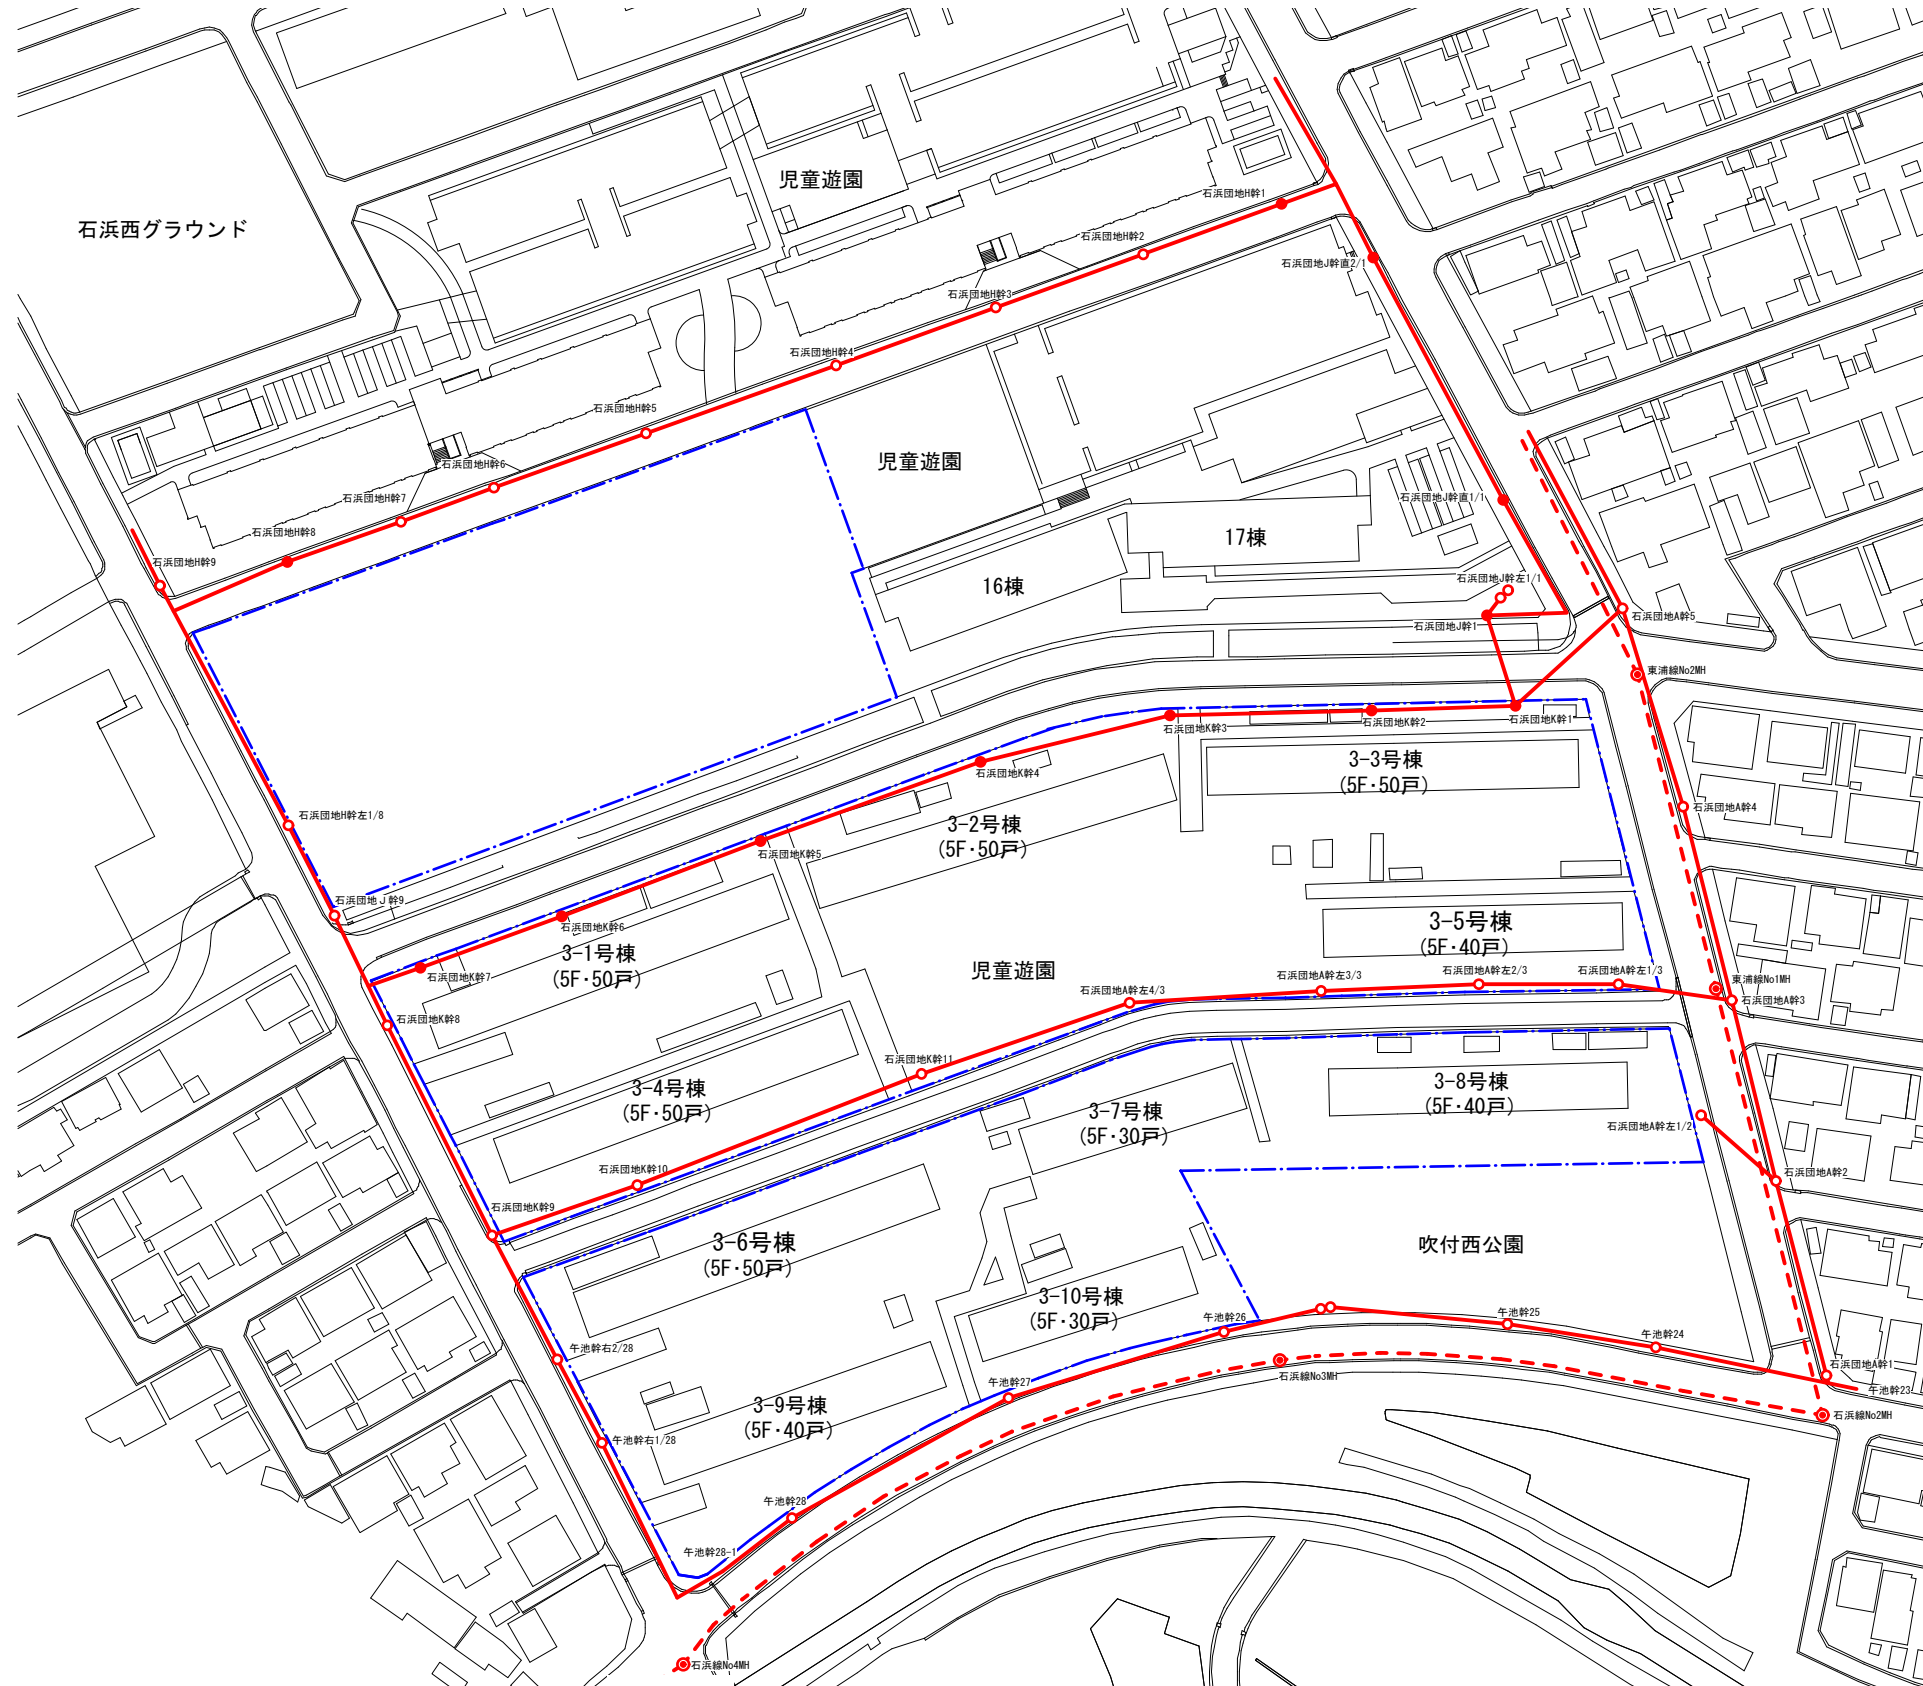 児童遊園
石浜団地H幹1
石浜西グラウンド
石浜団地H幹2
石浜団地J幹直2/1
石浜団地H幹3
石浜団地H幹4
石浜団地H幹5
児童遊園
石浜団地H幹6
石浜団地H幹7
石浜団地J幹直1/1
石浜団地H幹8
17棟
石浜団地H幹9
16棟
石浜団地J幹左1/1
石浜団地A幹5
石浜団地J幹1
東浦線No2MH
石浜団地K幹3
石浜団地K幹2
石浜団地K幹1
3-3号棟
(5F・50戸)
石浜団地K幹4
石浜団地A幹4
石浜団地H幹左1/8
3-2号棟
(5F・50戸)
石浜団地K幹5
石浜団地J幹9
3-5号棟
(5F・40戸)
石浜団地K幹6
3-1号棟
(5F・50戸)
石浜団地K幹7
児童遊園
石浜団地A幹左3/3
石浜団地A幹左2/3
石浜団地A幹左1/3
東浦線No1MH
石浜団地A幹左4/3
石浜団地A幹3
石浜団地K幹8
石浜団地K幹11
3-4号棟
(5F・50戸)
3-8号棟
(5F・40戸)
3-7号棟
(5F・30戸)
石浜団地A幹左1/2
石浜団地K幹10
石浜団地A幹2
石浜団地K幹9
3-6号棟
(5F・50戸)
吹付西公園
3-10号棟
(5F・30戸)
午池幹26
午池幹25
午池幹24
午池幹右2/28
石浜団地A幹1
石浜線No3MH
午池幹27
午池幹23
3-9号棟
(5F・40戸)
石浜線No2MH
午池幹右1/28
午池幹28
午池幹28-1
石浜線No4MH